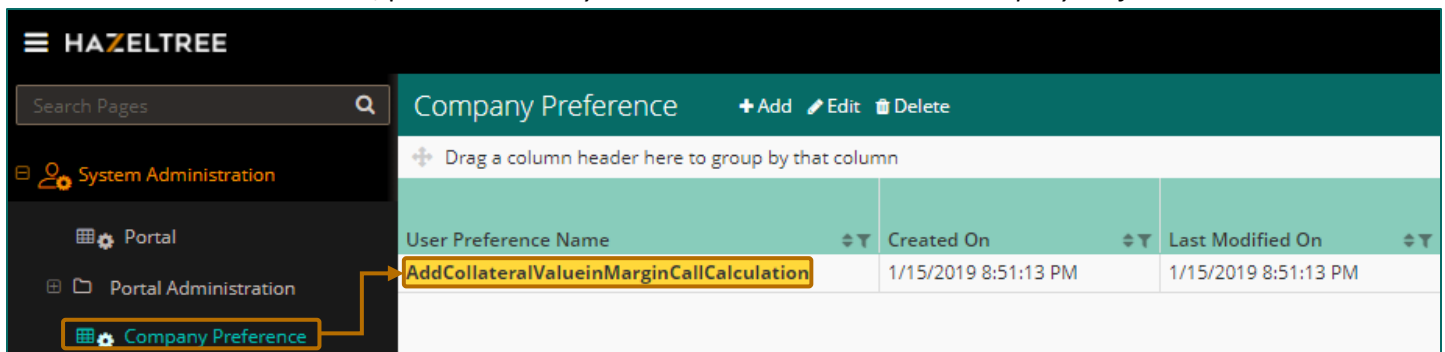 HAZELTREE
Search Pages
Company Preference +Add Edit Delete
Drag a column header here to group by that column
System Administration
Portal
User Preference Name Created On Last Modified On
AddCollateralValueinMarginCallCalculation 1/15/2019 8:51:13 PM 1/15/2019 8:51:13 PM
Portal Administration
Company Preference